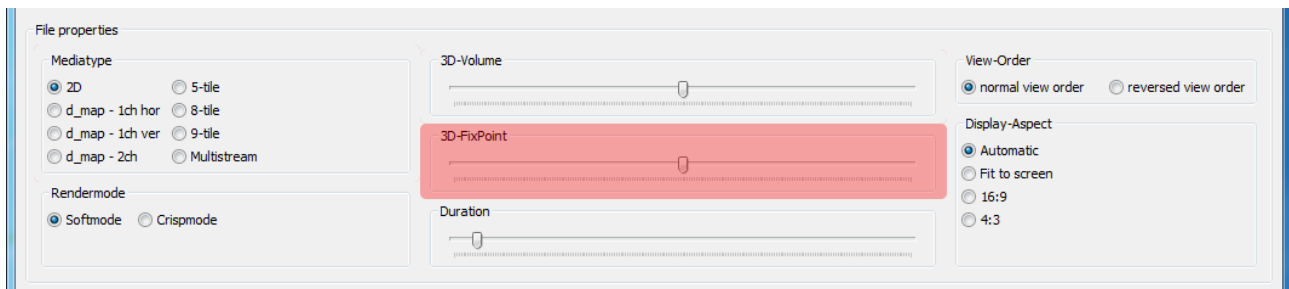 File properties
Mediatype
2D
5-tile
d_map - 1ch hor
8-tile
d_map - 1ch ver
9-tile
d_map - 2ch
Multistream
Rendermode
Softmode
Crispmode
3D-Volume
3D-FixPoint
Duration
View-Order
normal view order
reversed view order
Display-Aspect
Automatic
Fit to screen
16:9
4:3